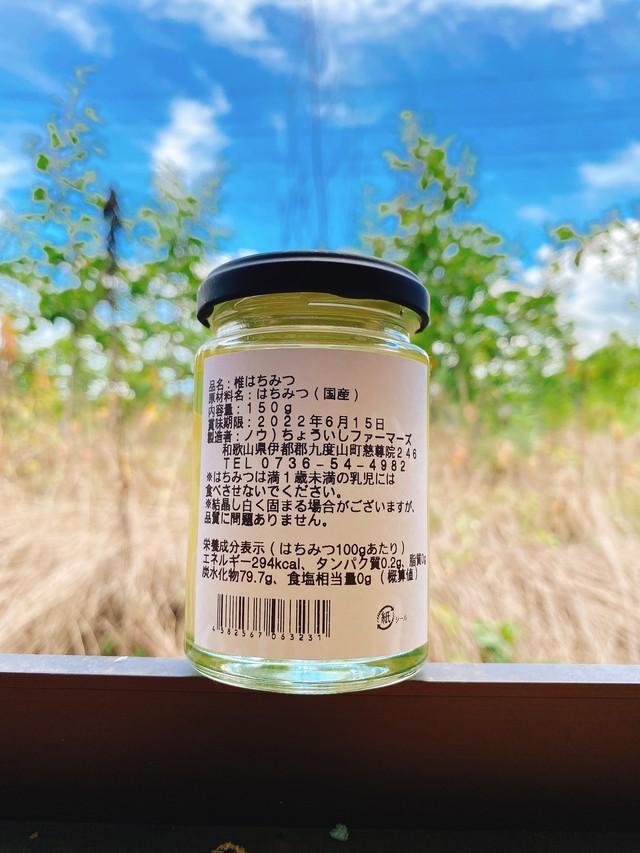 品名：椎はちみつ
原材料名：はちみつ（国産）
内容量：１５０ｇ
賞味期限：２０２２年６月１５日
製造者：ノウ）ちょういしファーマーズ
和歌山県伊都郡九度山町慈尊院２４６
ＴＥＬ ０７３６－５４－４９８２
※はちみつは満１歳未満の乳児には
食べさせないでください。
※結晶し白く固まる場合がございますが、
品質に問題ありません。
栄養成分表示（はちみつ100gあたり）
エネルギー294kcal、タンパク質0.2g、脂質0g
炭水化物79.7g、食塩相当量0g（概算値）
4582567063231
紙
シール